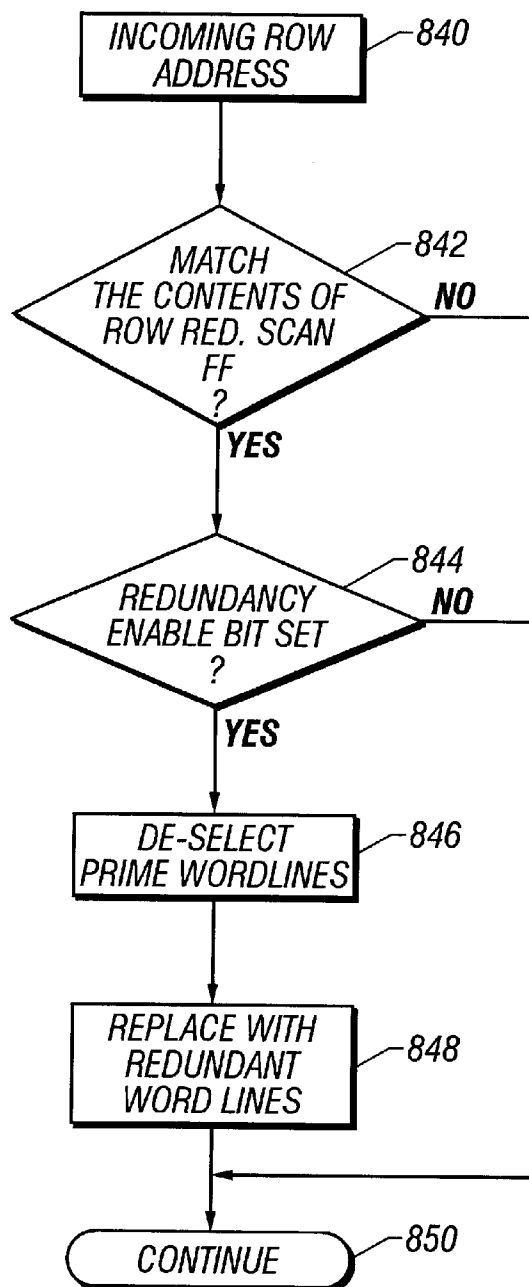 INCOMING ROW
ADDRESS
840
842
MATCH
THE CONTENTS OF
ROW RED. SCAN
FF
?
NO
YES
844
REDUNDANCY
ENABLE BIT SET
?
NO
YES
DE-SELECT
PRIME WORDLINES
846
REPLACE WITH
REDUNDANT
WORD LINES
848
CONTINUE
850